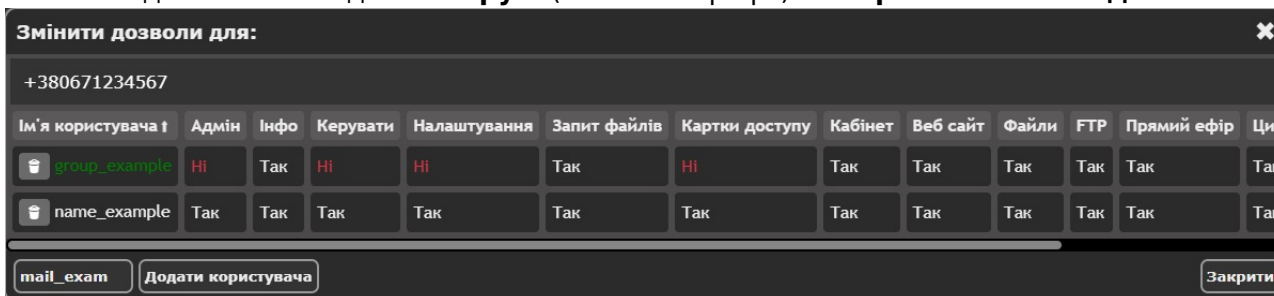 Змінити дозволи для:
+380671234567
Ім'я користувача Адмін Інфо Керувати Налаштування Запит файлів Картки доступу Кабінет Веб сайт Файли FTP Прямий ефір
group_example Ні Так Ні Ні Так Ні Так Так Так Так Так
name_example Так Так Так Так Так Так Так Так Так Так Так
mail_exam Додати користувача Закрити